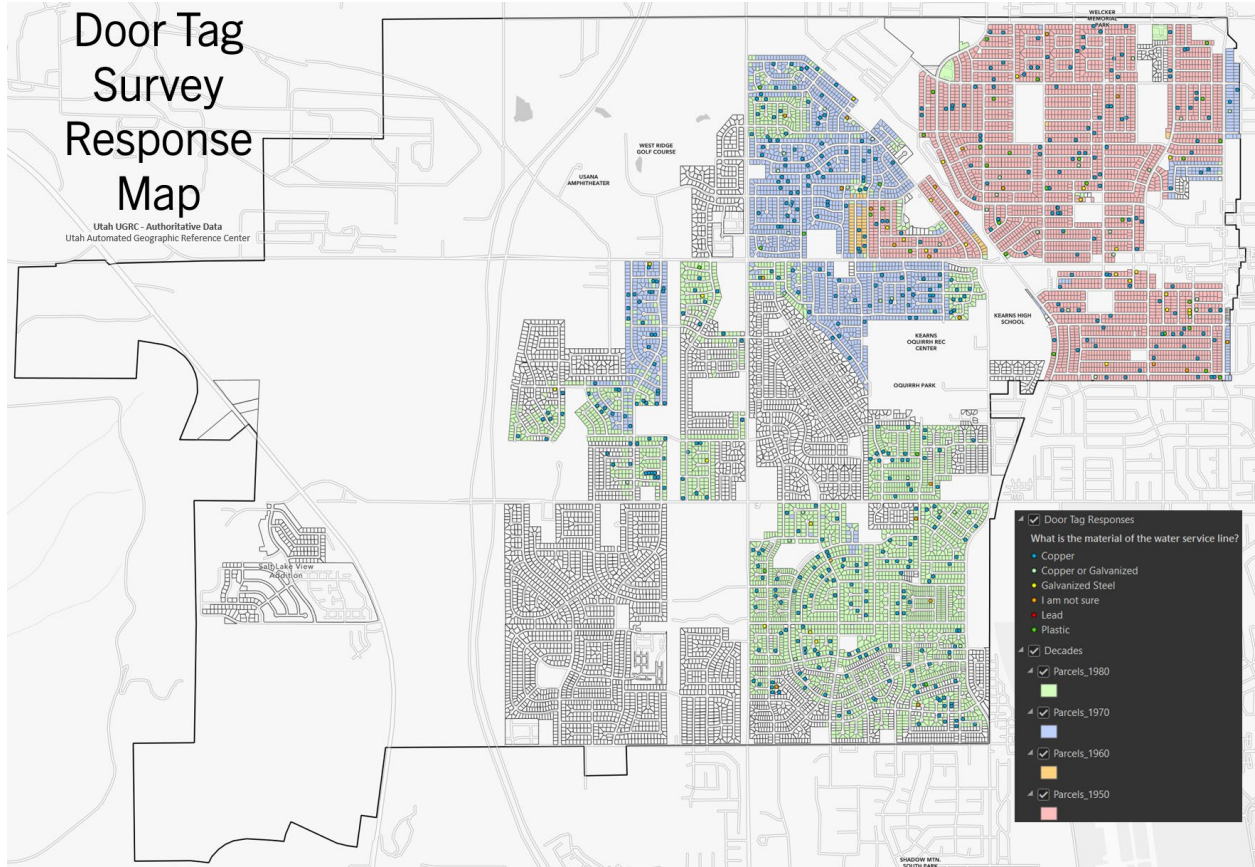 Door Tag
Survey
Response
Map
Utah UGRC - Authoritative Data
Utah Automated Geographic Reference Center
WELCKER
MEMORIAL
PARK
WEST RIDGE
GOLF COURSE
USANA
AMPHITHEATER
KEARNS HIGH
SCHOOL
KEARNS
OQUIRRH REC
CENTER
OQUIRRH PARK
Salt Lake View
Addition
Door Tag Responses
What is the material of the water service line?
Copper
Copper or Galvanized
Galvanized Steel
I am not sure
Lead
Plastic
Decades
Parcels_1980
Parcels_1970
Parcels_1960
Parcels_1950
SHADOW MTN.
SOUTH PARK